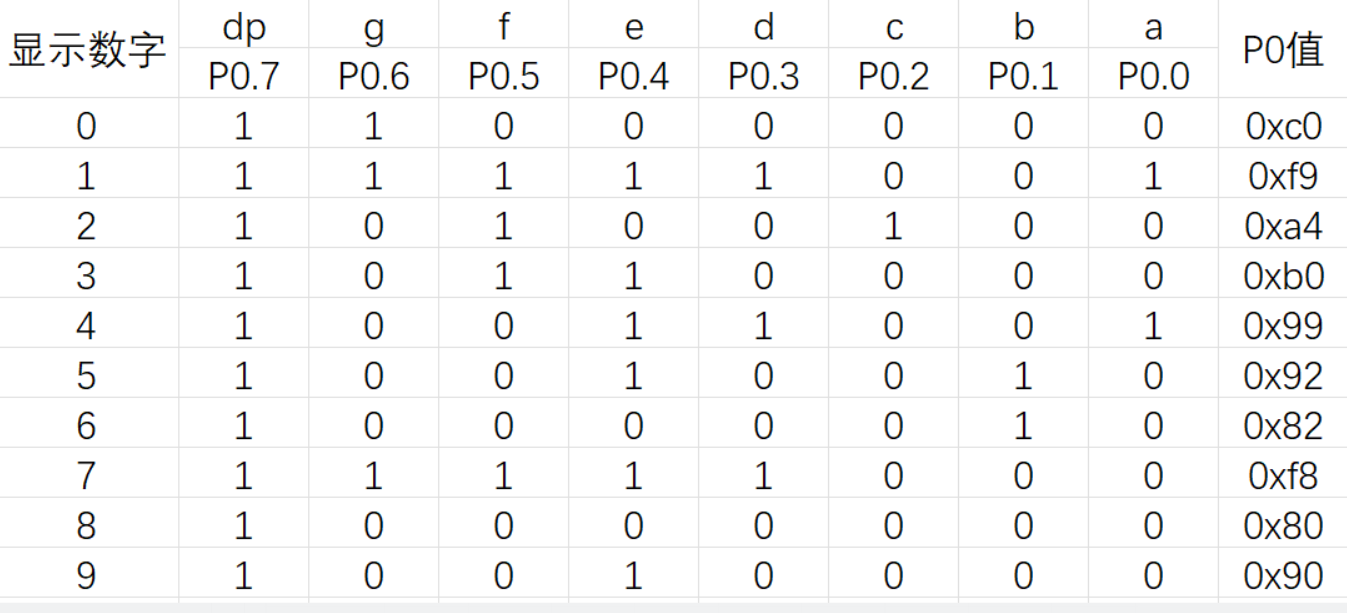 显示数字 dp g f e d c b a P0值
P0.7 P0.6 P0.5 P0.4 P0.3 P0.2 P0.1 P0.0
0 1 1 0 0 0 0 0 0 0xc0
1 1 1 1 1 1 0 0 1 0xf9
2 1 0 1 0 0 1 0 0 0xa4
3 1 0 1 1 0 0 0 0 0xb0
4 1 0 0 1 1 0 0 1 0x99
5 1 0 0 1 0 0 1 0 0x92
6 1 0 0 0 0 0 1 0 0x82
7 1 1 1 1 1 0 0 0 0xf8
8 1 0 0 0 0 0 0 0 0x80
9 1 0 0 1 0 0 0 0 0x90